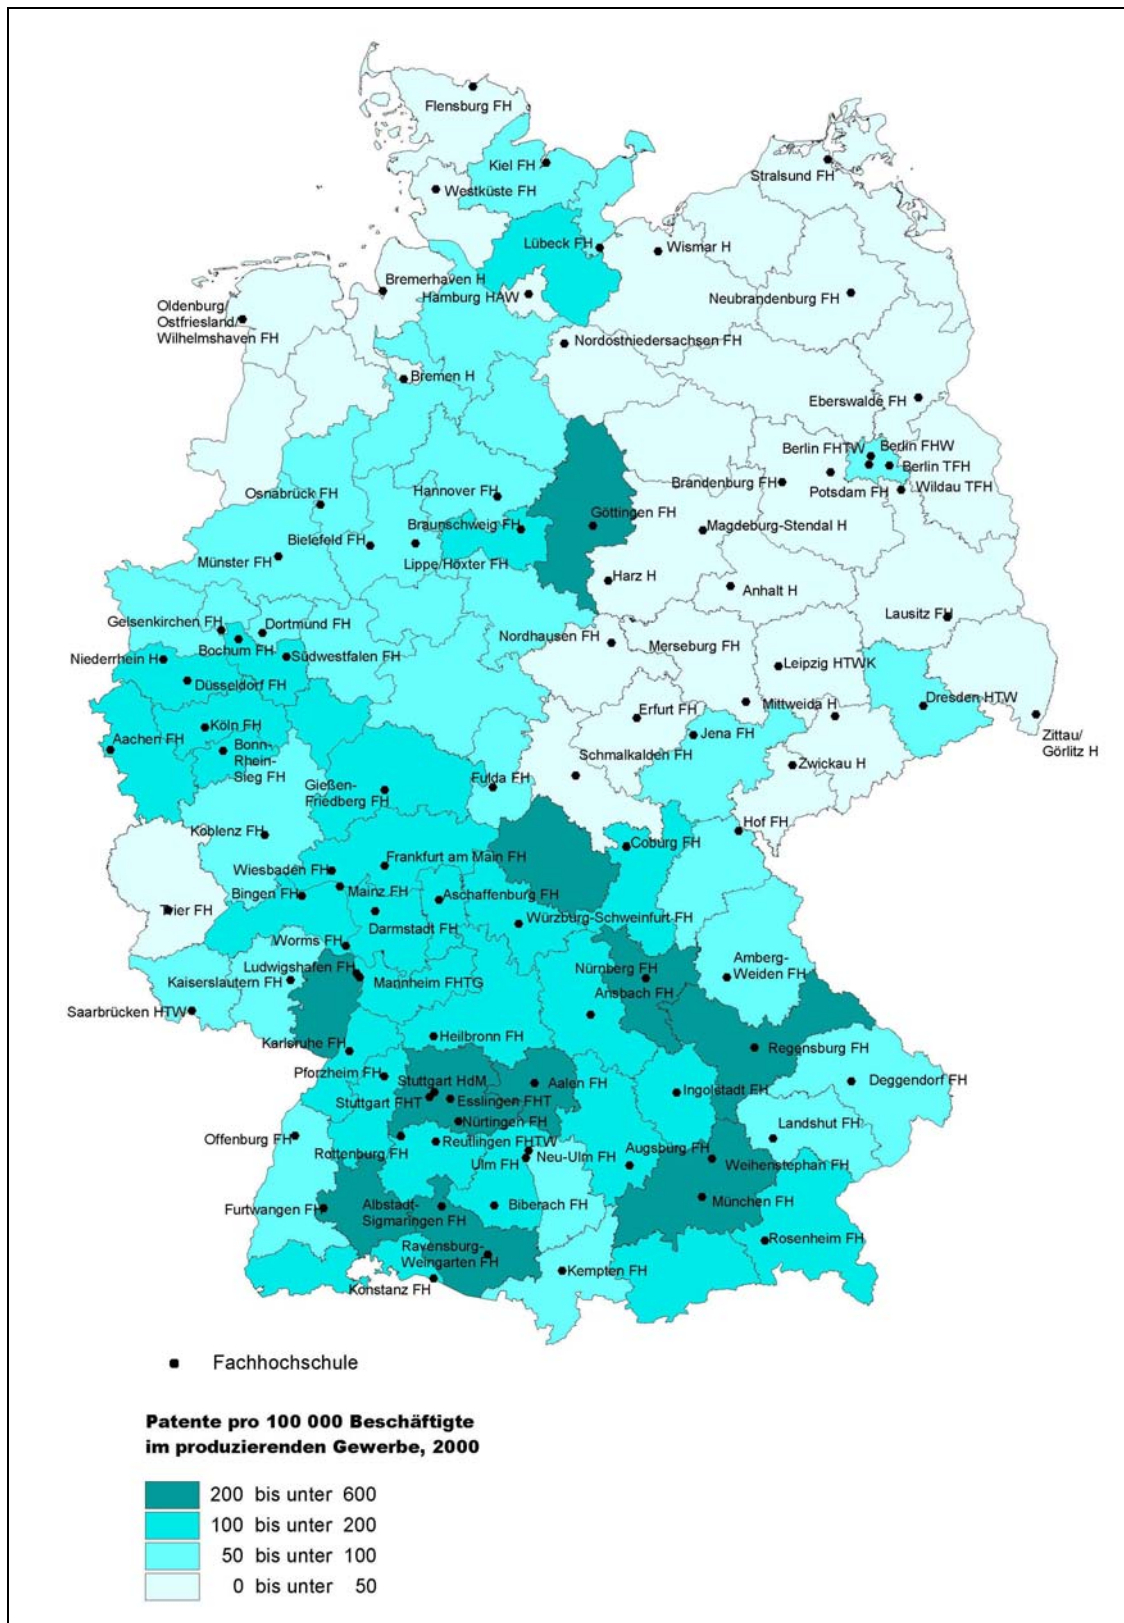 Flensburg FH
Kiel FH
Stralsund FH
Westküste FH
Lübeck FH
Wismar H
Bremerhaven H
Hamburg HAW
Neubrandenburg FH
Oldenburg/
Ostfriesland/
Wilhelmshaven FH
Nordostniedersachsen FH
Bremen H
Eberswalde FH
Berlin FHTW
Berlin FHW
Berlin TFH
Brandenburg FH
Potsdam FH
Wildau TFH
Osnabrück FH
Hannover FH
Göttingen FH
Braunschweig FH
Magdeburg-Stendal H
Bielefeld FH
Münster FH
Lippe/Höxter FH
Harz H
Anhalt H
Lausitz FH
Gelsenkirchen FH
Dortmund FH
Nordhausen FH
Merseburg FH
Bochum FH
Niederrhein H
Südwestfalen FH
Leipzig HTWK
Düsseldorf FH
Dresden HTW
Mittweida H
Erfurt FH
Köln FH
Aachen FH
Jena FH
Zittau/
Görlitz H
Bonn-
Rhein-
Sieg FH
Schmalkalden FH
Zwickau H
Gießen-
Friedberg FH
Fulda FH
Hof FH
Koblenz FH
Coburg FH
Frankfurt am Main FH
Wiesbaden FH
Bingen FH
Mainz FH
Aschaffenburg FH
Trier FH
Darmstadt FH
Würzburg-Schweinfurt FH
Worms FH
Ludwigshafen FH
Kaiserslautern FH
Mannheim FHTG
Nürnberg FH
Ansbach FH
Amberg-
Weiden FH
Saarbrücken HTW
Karlsruhe FH
Heilbronn FH
Regensburg FH
Pforzheim FH
Stuttgart HdM
Aalen FH
Ingolstadt FH
Deggendorf FH
Stuttgart FHT
Esslingen FHT
Nürtingen FH
Landshut FH
Offenburg FH
Reutlingen FHTW
Rottenburg FH
Ulm FH
Neu-Ulm FH
Augsburg FH
Weihenstephan FH
Furtwangen FH
Albstadt-
Sigmaringen FH
Biberach FH
München FH
Ravensburg-
Weingarten FH
Rosenheim FH
Konstanz FH
Kempten FH
Fachhochschule
Patente pro 100 000 Beschäftigte
im produzierenden Gewerbe, 2000
200 bis unter 600
100 bis unter 200
50 bis unter 100
0 bis unter 50